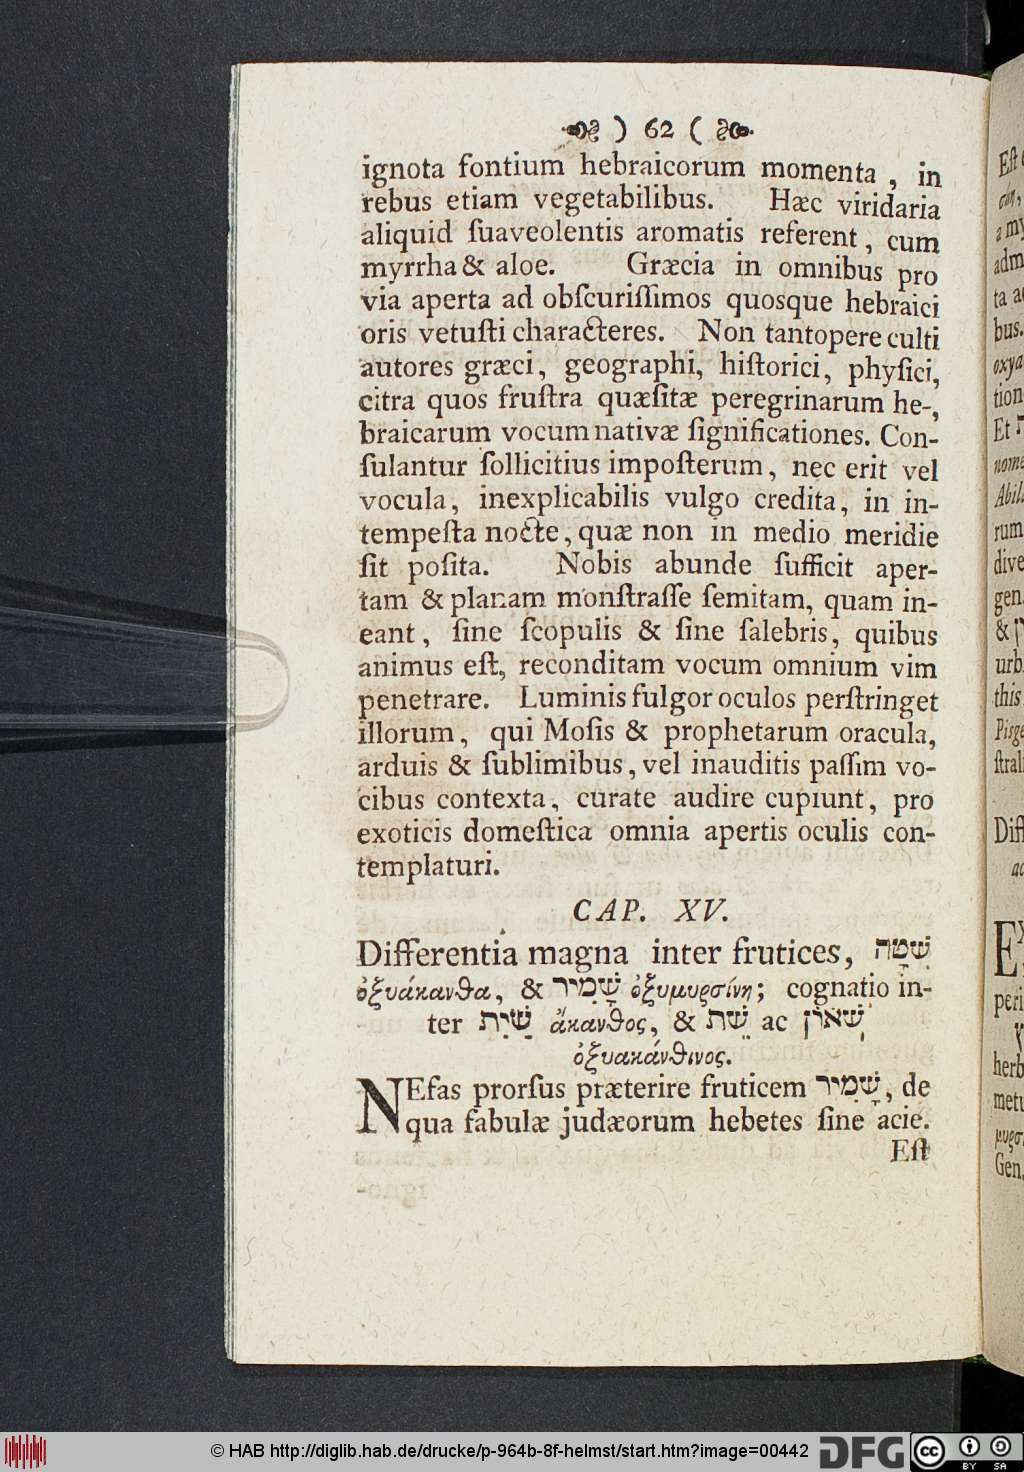 ) 62 (
ignota fontium hebraicorum momenta, in
rebus etiam vegetabilibus. Hæc viridaria
aliquid ſuaveolentis aromatis referent, cum
myrrha & aloe. Græcia in omnibus pro
via aperta ad obſcuriſſimos quosque hebraici
oris vetuſti characteres. Non tantopere culti
autores græci, geographi, hiſtorici, phyſici,
citra quos fruſtra quæſitæ peregrinarum he-,
braicarum vocum nativæ ſignificationes. Con-
ſulantur ſollicitius impoſterum, nec erit vel
vocula, inexplicabilis vulgo credita, in in-
tempeſta nocte, quæ non in medio meridie
ſit poſita. Nobis abunde ſufficit aper-
tam & planam monſtraſſe ſemitam, quam in-
eant, ſine ſcopulis & ſine ſalebris, quibus
animus eſt, reconditam vocum omnium vim
penetrare. Luminis fulgor oculos perſtringet
illorum, qui Moſis & prophetarum oracula,
arduis & ſublimibus, vel inauditis paſſim vo-
cibus contexta, curate audire cupiunt, pro
exoticis domeſtica omnia apertis oculis con-
templaturi.
CAP. XV.
Differentia magna inter frutices, שִׁטָּה
ὀξυάκανθα, & שָׁמִיר ὀξυμυρσίνη; cognatio in-
ter שַׁיִת ἄκανθος, & שֵׁת ac שָׁאוֹן
ὀξυακάνθινος.
NEfas prorſus præterire fruticem שָׁמִיר, de
qua fabulæ judæorum hebetes ſine acie.
Eſt
© HAB http://diglib.hab.de/drucke/p-964b-8f-helmst/start.htm?image=00442
DFG
cc BY SA